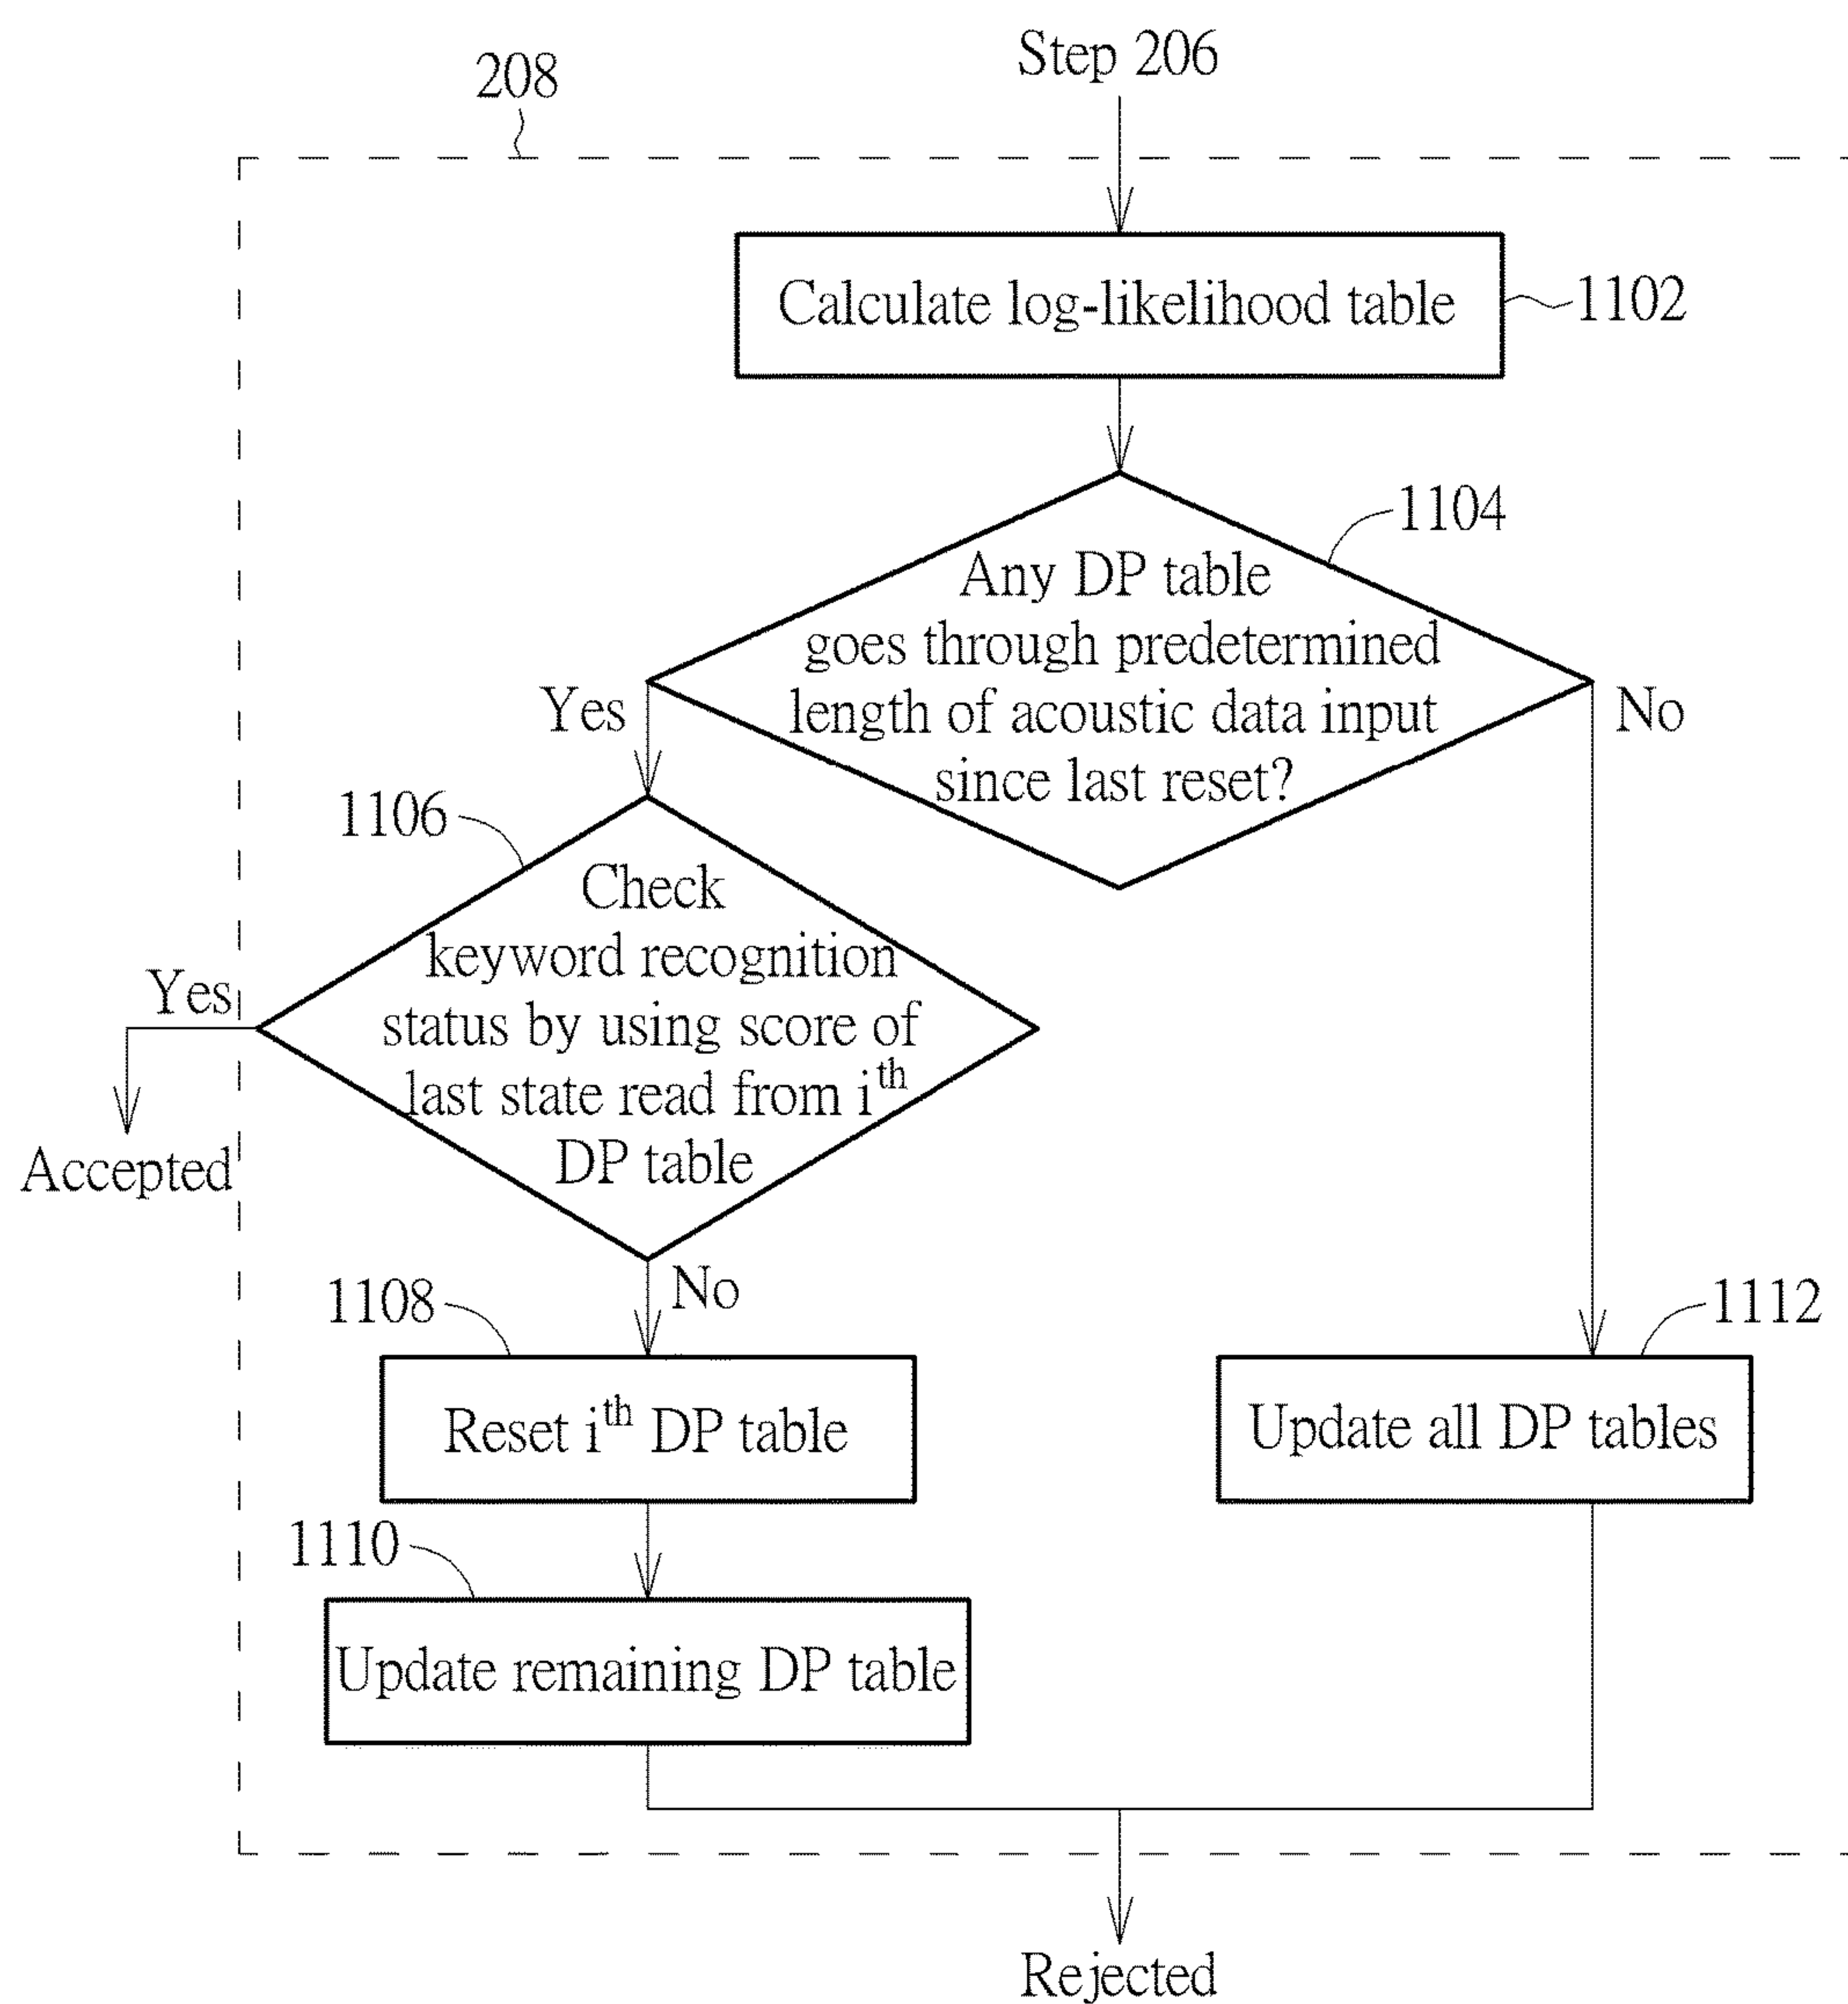 Step 206
208
Calculate log-likelihood table
1102
1104
Any DP table
goes through predetermined
length of acoustic data input
since last reset?
Yes
No
1106
Check
keyword recognition
status by using score of
last state read from iᵗʰ
DP table
Yes
Accepted
No
1108
Reset iᵗʰ DP table
1112
Update all DP tables
1110
Update remaining DP table
Rejected